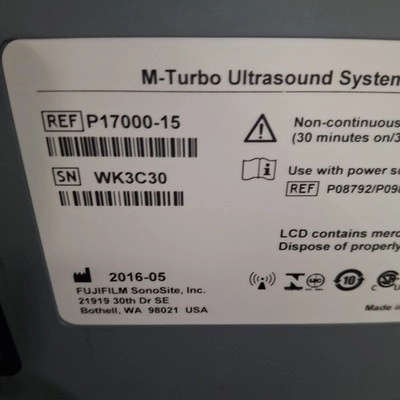 M-Turbo Ultrasound System
REF P17000-15
Non-continuous
(30 minutes on/3
SN WK3C30
Use with power
REF P08792/P09
LCD contains
Dispose of properly
2016-05
FUJIFILM SonoSite, Inc.
21919 30th Dr SE
Bothell, WA 98021 USA
10
Made in